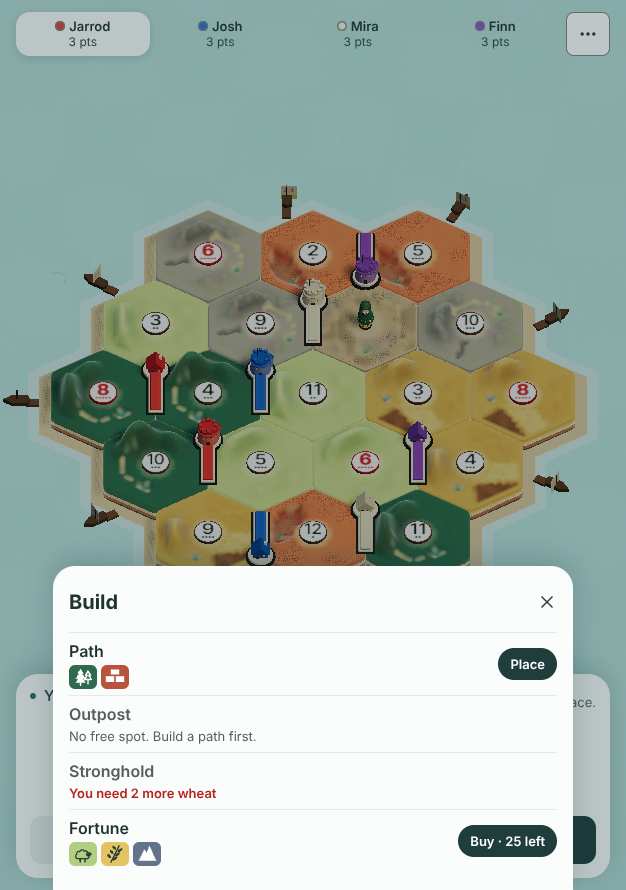 Jarrod
3 pts
Josh
3 pts
Mira
3 pts
Finn
3 pts
6
2
5
3
9
10
8
4
11
3
8
10
5
6
4
9
12
11
Build
Path
Place
Outpost
No free spot. Build a path first.
Stronghold
You need 2 more wheat
Fortune
Buy · 25 left